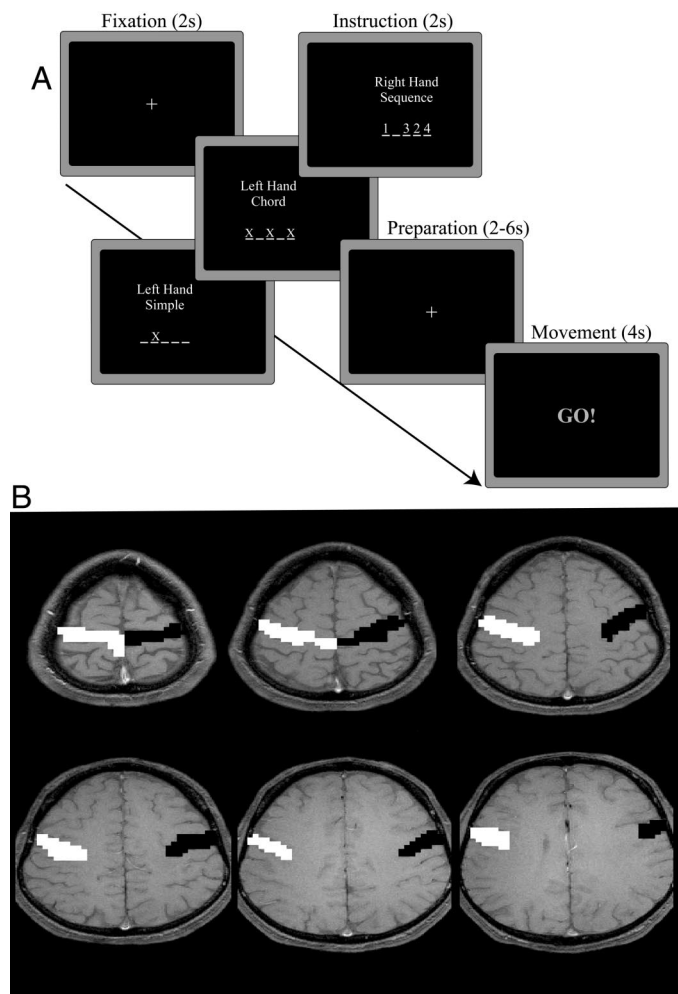 Fixation (2s)
Instruction (2s)
A
+
Right Hand
Sequence
1 _ 3 2 4
Left Hand
Chord
X _ X _ X
Preparation (2-6s)
Left Hand
Simple
_ X _ _ _
+
Movement (4s)
GO!
B